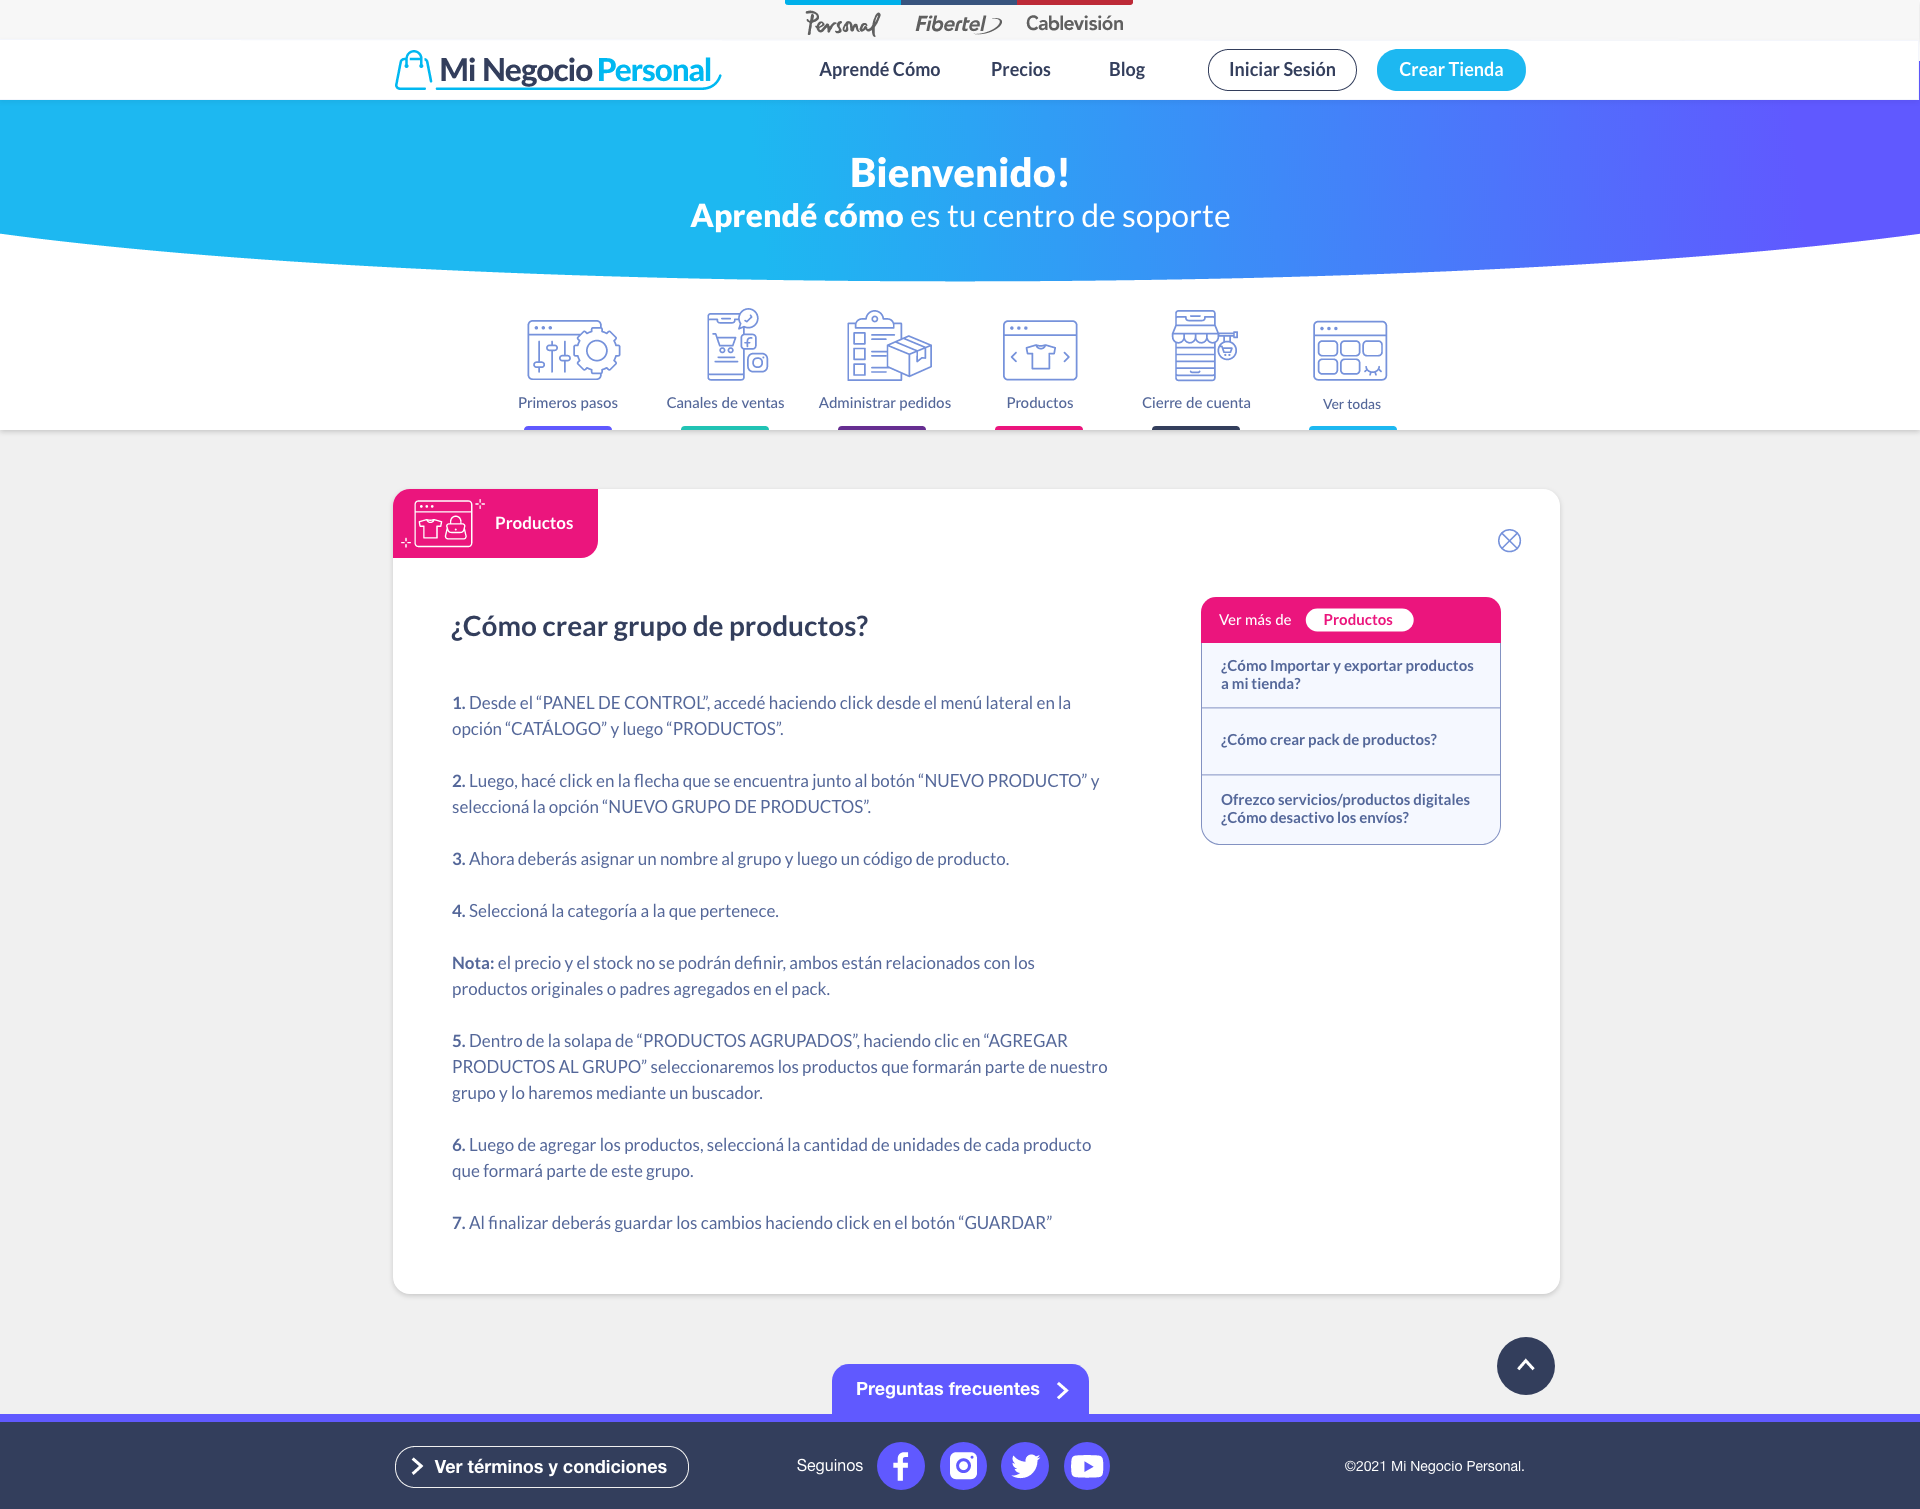 Personal Fibertel Cablevisión
Mi Negocio Personal
Aprendé Cómo
Precios
Blog
Iniciar Sesión
Crear Tienda
Bienvenido!
Aprendé cómo es tu centro de soporte
Primeros pasos
Canales de ventas
Administrar pedidos
Productos
Cierre de cuenta
Ver todas
Productos
¿Cómo crear grupo de productos?
1. Desde el “PANEL DE CONTROL”, accedé haciendo click desde el menú lateral en la
opción “CATÁLOGO” y luego “PRODUCTOS”.
2. Luego, hacé click en la flecha que se encuentra junto al botón “NUEVO PRODUCTO” y
seleccioná la opción “NUEVO GRUPO DE PRODUCTOS”.
3. Ahora deberás asignar un nombre al grupo y luego un código de producto.
4. Seleccioná la categoría a la que pertenece.
Nota: el precio y el stock no se podrán definir, ambos están relacionados con los
productos originales o padres agregados en el pack.
5. Dentro de la solapa de “PRODUCTOS AGRUPADOS”, haciendo clic en “AGREGAR
PRODUCTOS AL GRUPO” seleccionaremos los productos que formarán parte de nuestro
grupo y lo haremos mediante un buscador.
6. Luego de agregar los productos, seleccioná la cantidad de unidades de cada producto
que formará parte de este grupo.
7. Al finalizar deberás guardar los cambios haciendo click en el botón “GUARDAR”
Ver más de Productos
¿Cómo Importar y exportar productos
a mi tienda?
¿Cómo crear pack de productos?
Ofrezco servicios/productos digitales
¿Cómo desactivo los envíos?
Preguntas frecuentes
Ver términos y condiciones
Seguinos
©2021 Mi Negocio Personal.